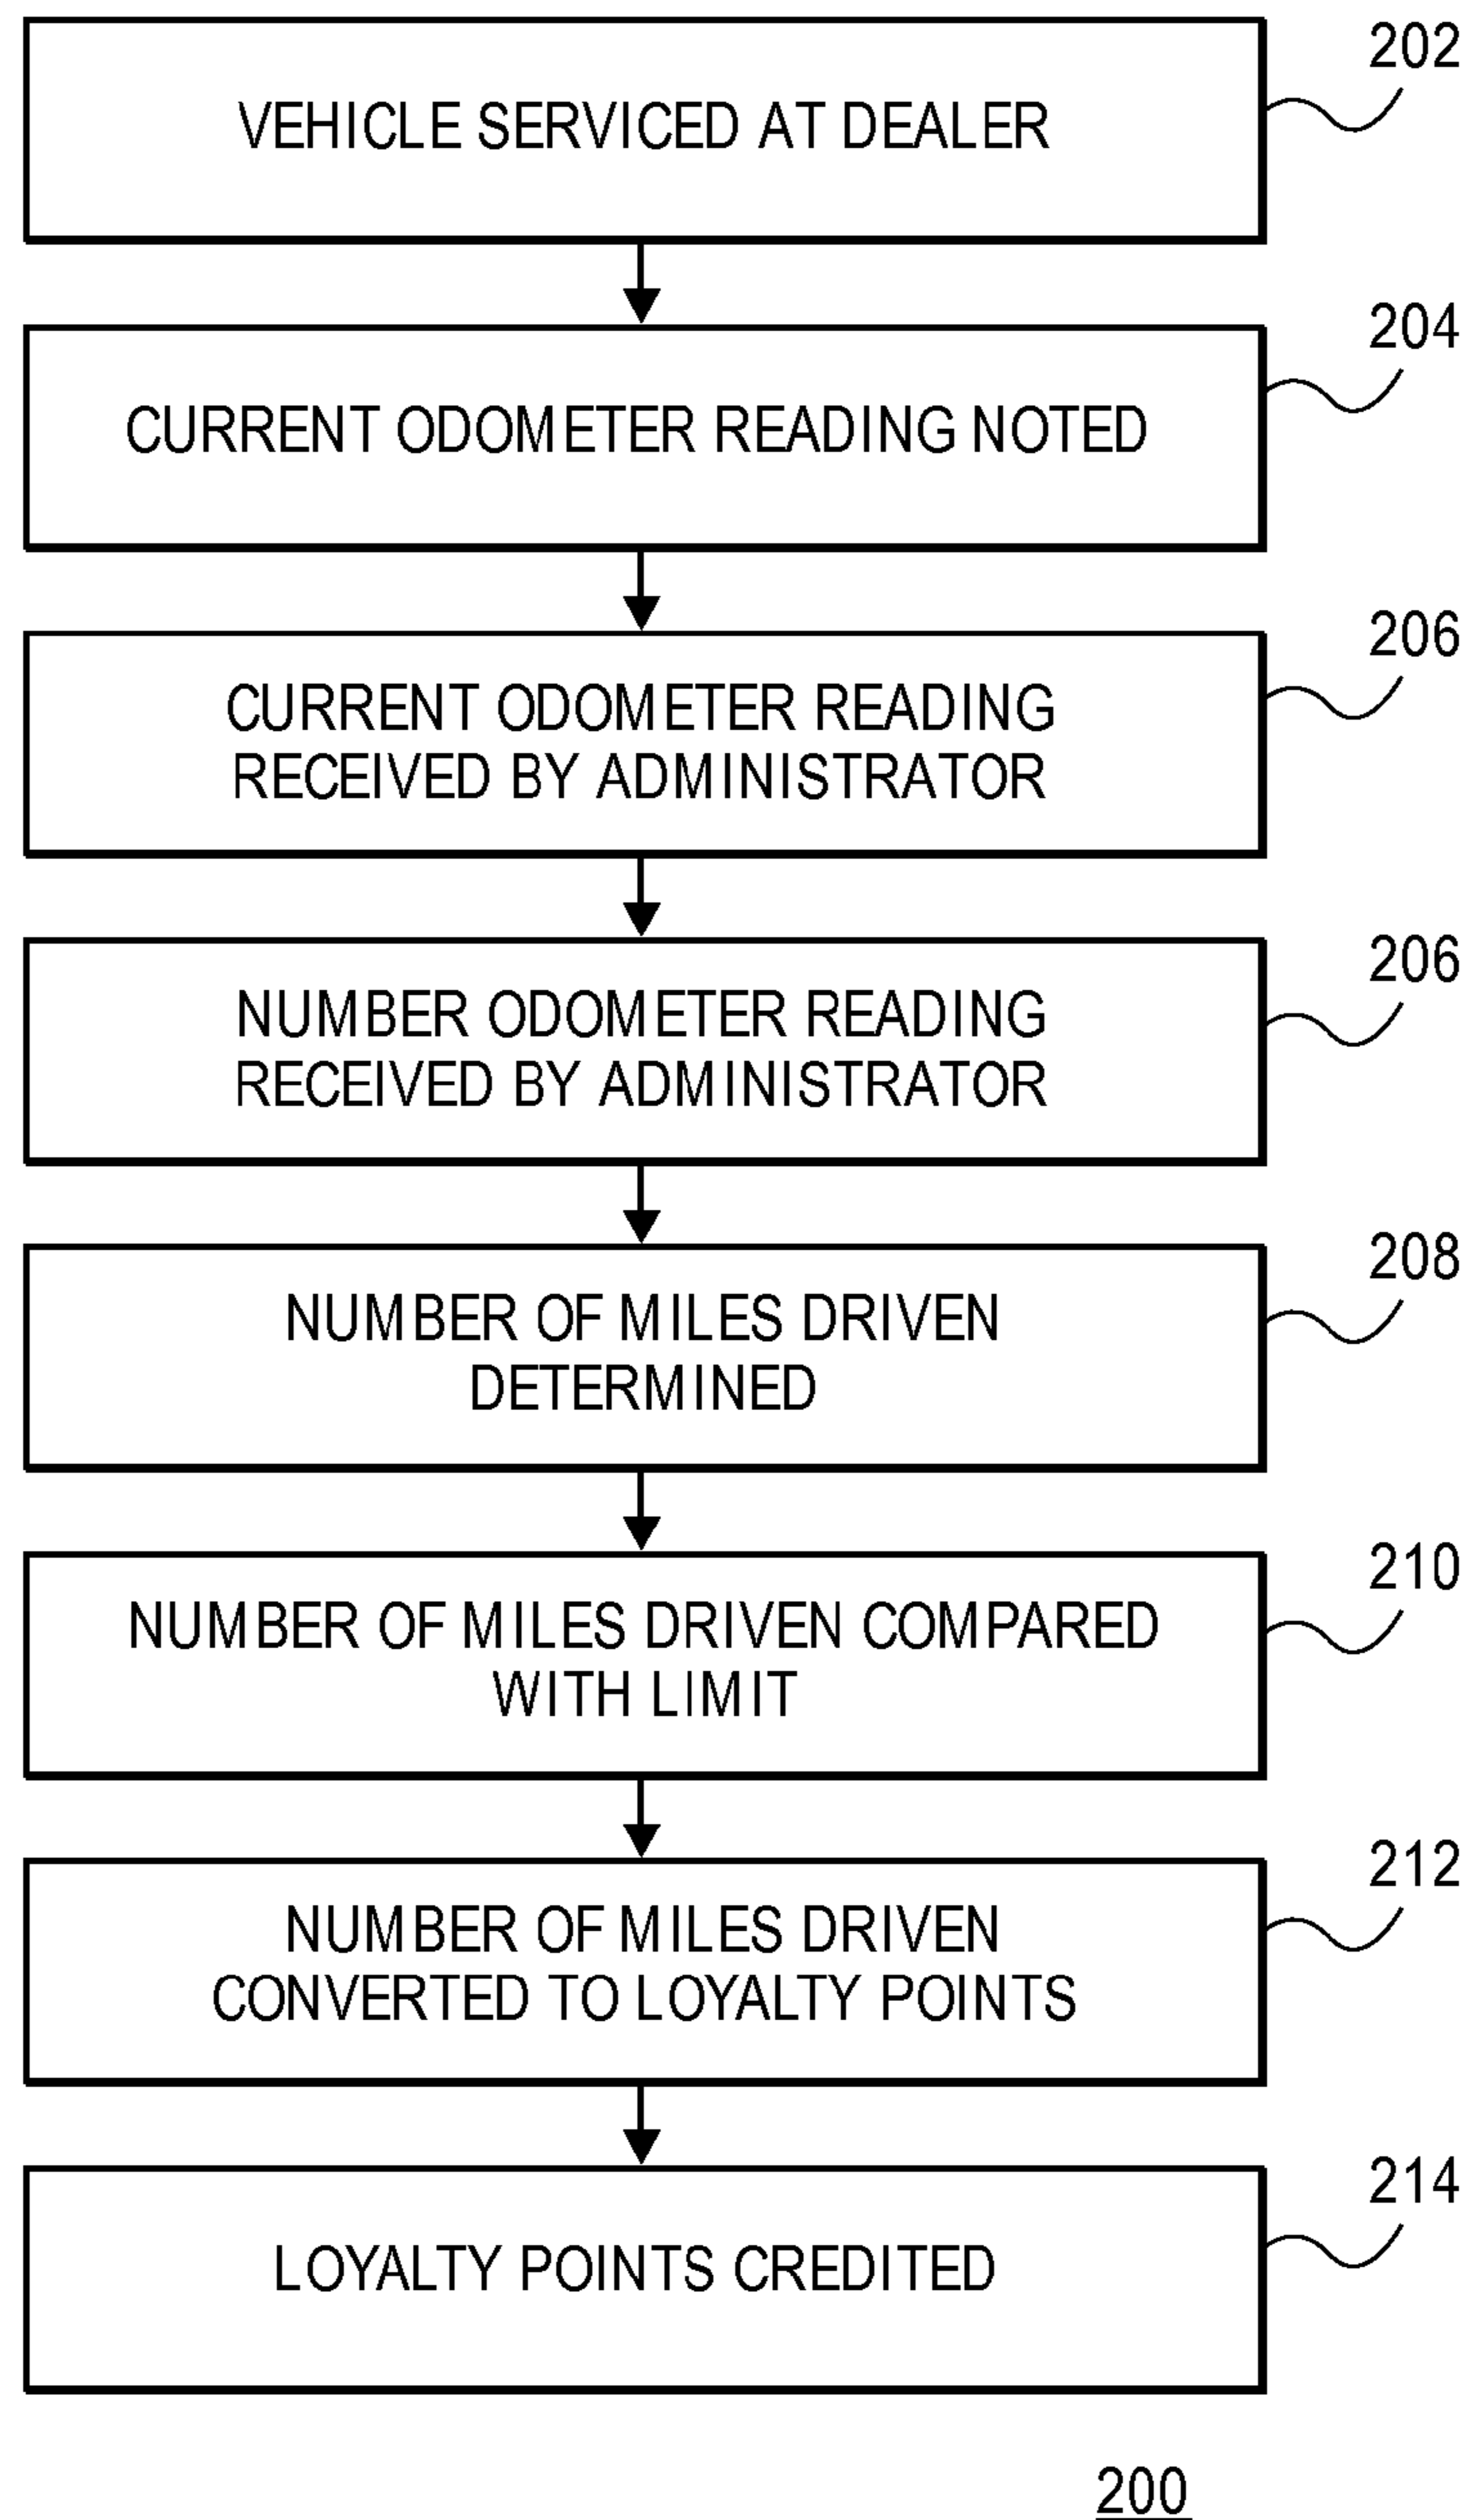 202
VEHICLE SERVICED AT DEALER
204
CURRENT ODOMETER READING NOTED
206
CURRENT ODOMETER READING
RECEIVED BY ADMINISTRATOR
206
NUMBER ODOMETER READING
RECEIVED BY ADMINISTRATOR
208
NUMBER OF MILES DRIVEN
DETERMINED
210
NUMBER OF MILES DRIVEN COMPARED
WITH LIMIT
212
NUMBER OF MILES DRIVEN
CONVERTED TO LOYALTY POINTS
214
LOYALTY POINTS CREDITED
200